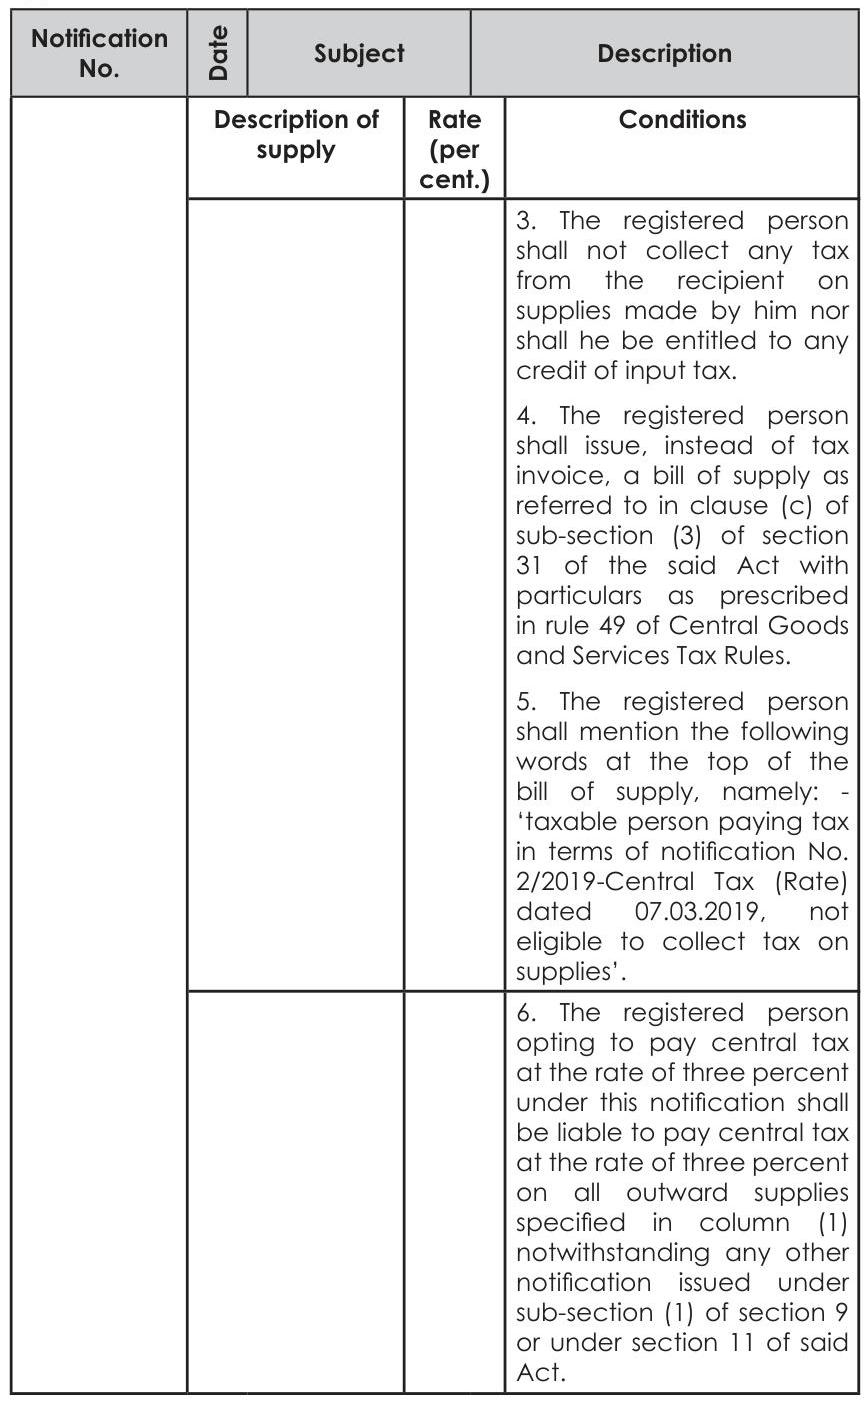 Notification
No.
Date
Subject
Description
Description of
supply
Rate
(per
cent.)
Conditions
3. The registered person
shall not collect any tax
from the recipient on
supplies made by him nor
shall he be entitled to any
credit of input tax.
4. The registered person
shall issue, instead of tax
invoice, a bill of supply as
referred to in clause (c) of
sub-section (3) of section
31 of the said Act with
particulars as prescribed
in rule 49 of Central Goods
and Services Tax Rules.
5. The registered person
shall mention the following
words at the top of the
bill of supply, namely: -
‘taxable person paying tax
in terms of notification No.
2/2019-Central Tax (Rate)
dated 07.03.2019, not
eligible to collect tax on
supplies’.
6. The registered person
opting to pay central tax
at the rate of three percent
under this notification shall
be liable to pay central tax
at the rate of three percent
on all outward supplies
specified in column (1)
notwithstanding any other
notification issued under
sub-section (1) of section 9
or under section 11 of said
Act.